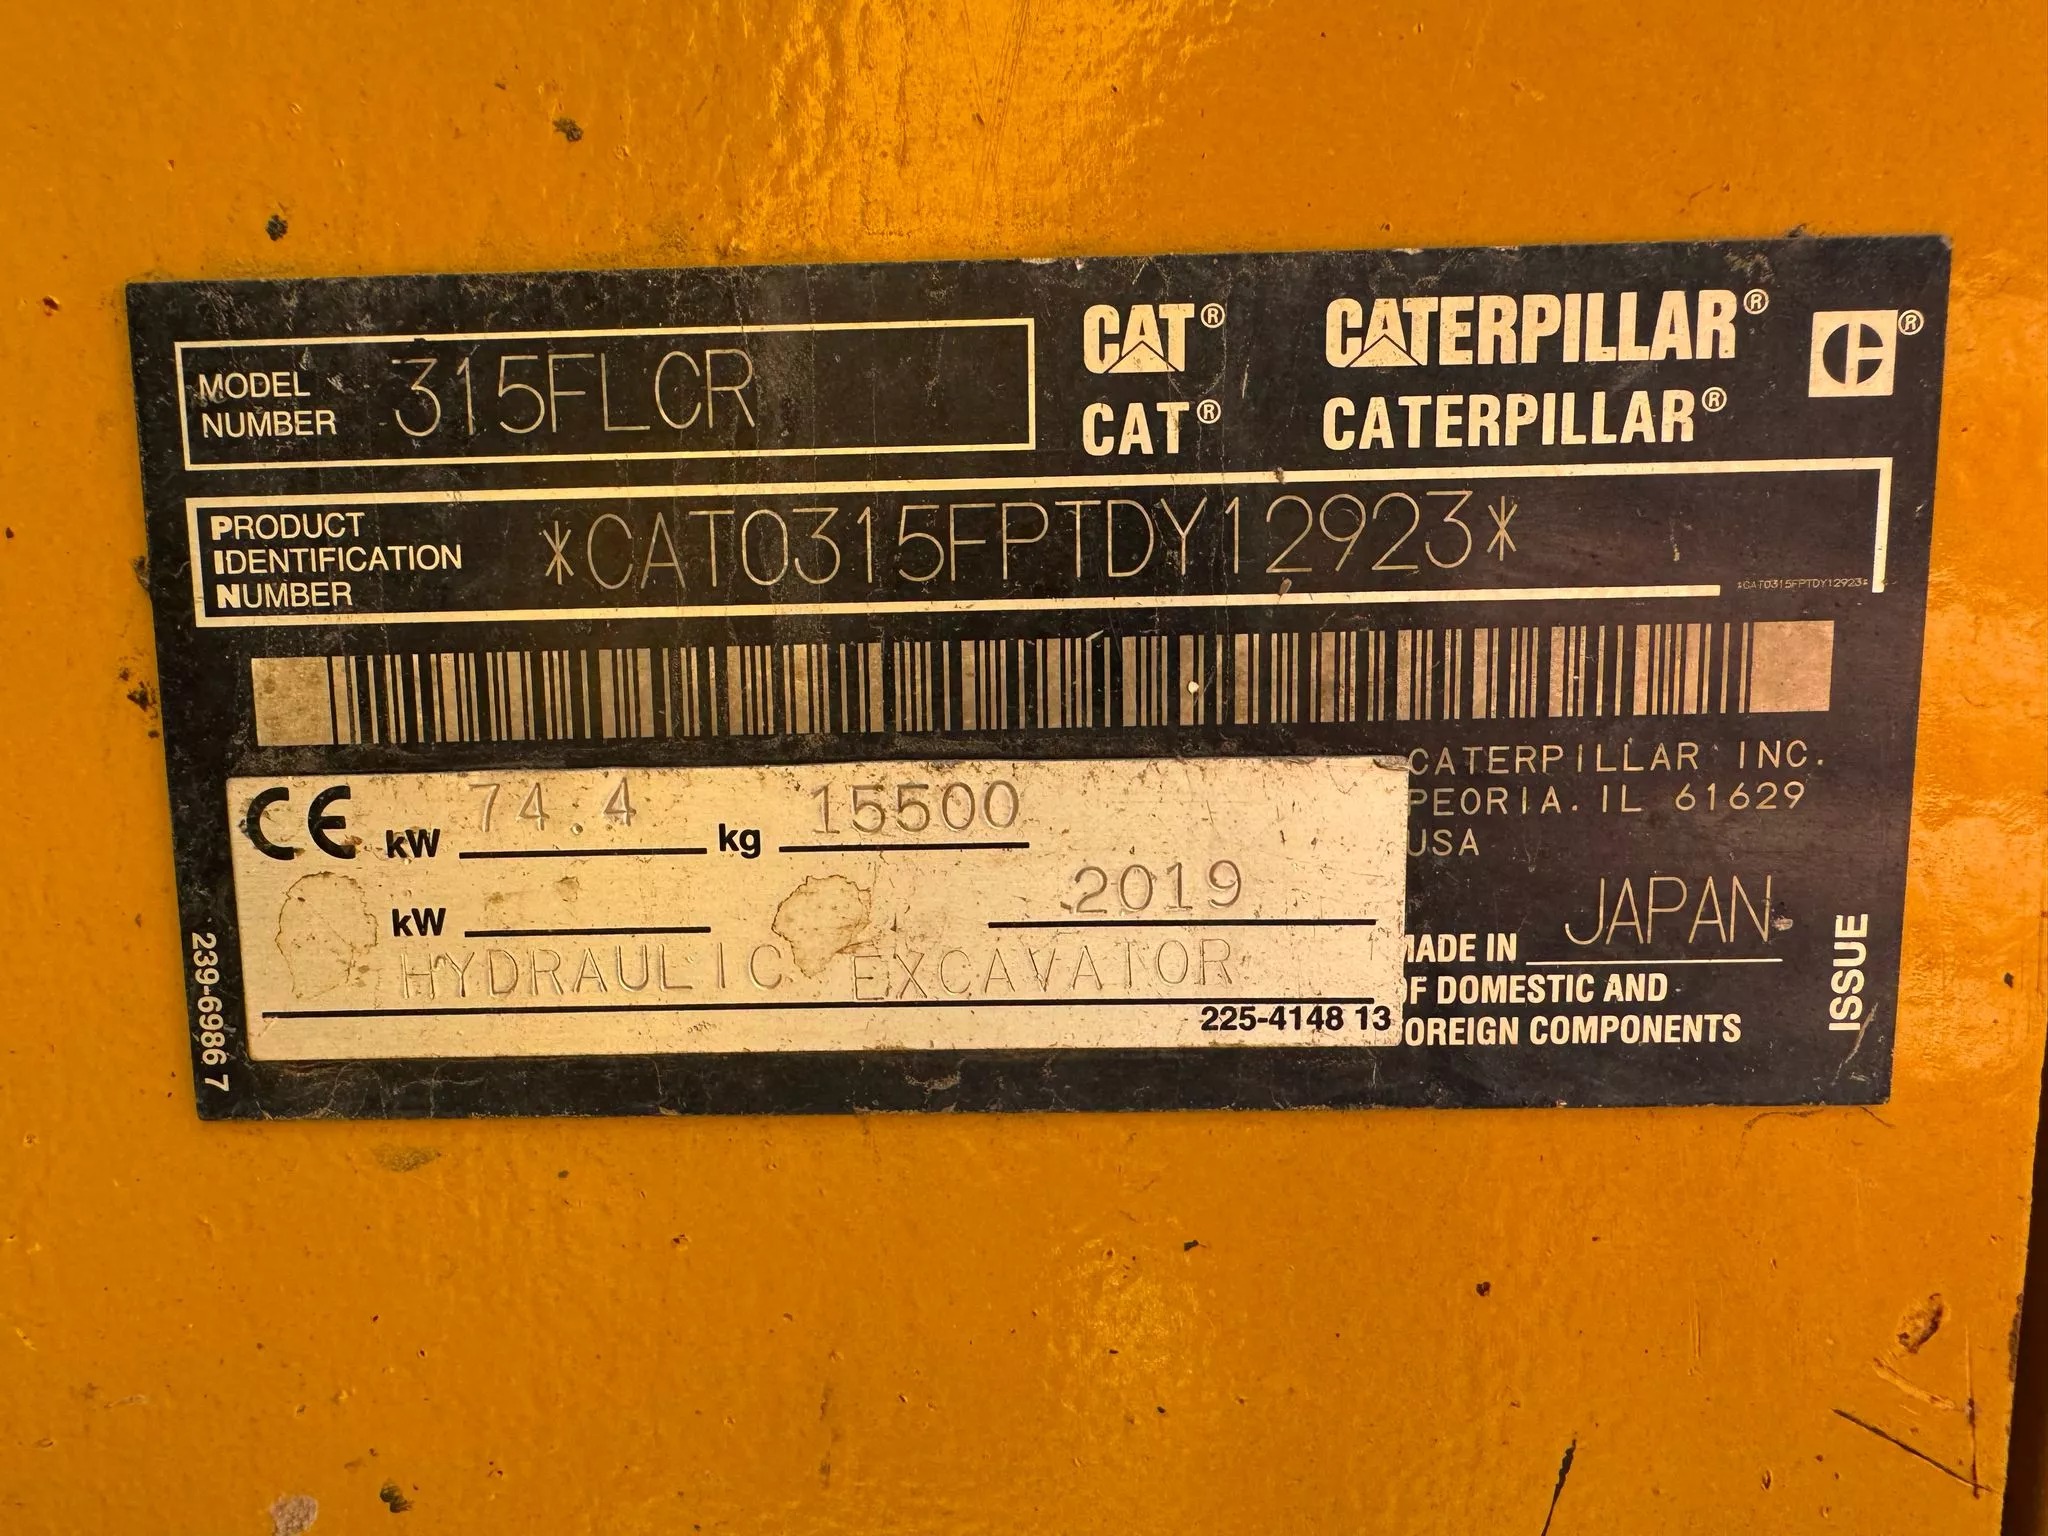 MODEL NUMBER 315FLCR
CAT® CATERPILLAR®
CAT® CATERPILLAR®
PRODUCT IDENTIFICATION NUMBER *CAT0315FPTDY12923*
*CAT0315FPTDY12923*
CATERPILLAR INC.
PEORIA. IL 61629
USA
CE kW 74.4 kg 15500
kW 2019
HYDRAULIC EXCAVATOR
225-4148 13
MADE IN JAPAN
OF DOMESTIC AND
FOREIGN COMPONENTS
239-6986 7
ISSUE